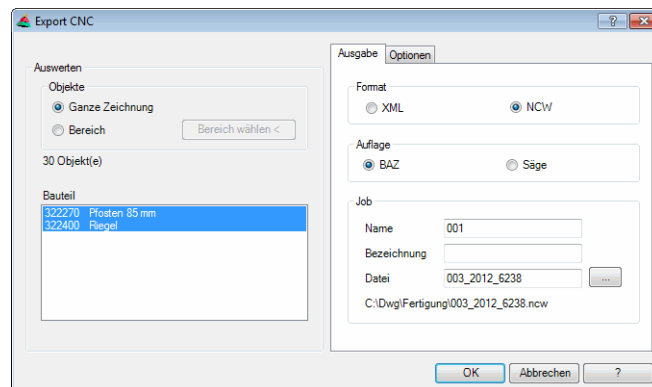 Export CNC
?
Auswerten
Objekte
Ganze Zeichnung
Bereich
Bereich wählen <
30 Objekt(e)
Bauteil
322270 Pfosten 85 mm
322400 Riegel
Ausgabe
Optionen
Format
XML
NCW
Auflage
BAZ
Säge
Job
Name
001
Bezeichnung
Datei
003_2012_6238
...
C:\Dwg\Fertigung\003_2012_6238.ncw
OK
Abbrechen
?